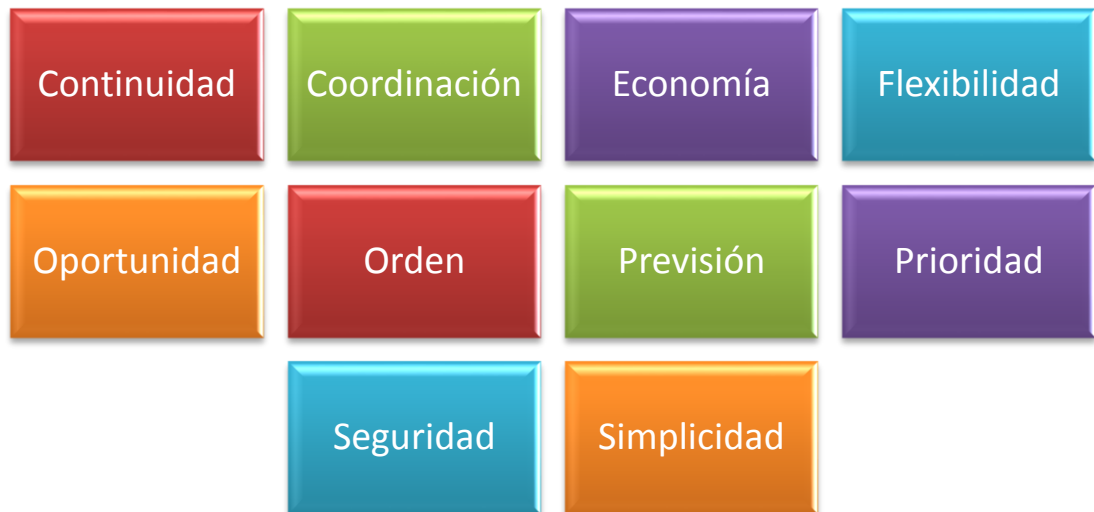 Continuidad
Coordinación
Economía
Flexibilidad
Oportunidad
Orden
Previsión
Prioridad
Seguridad
Simplicidad